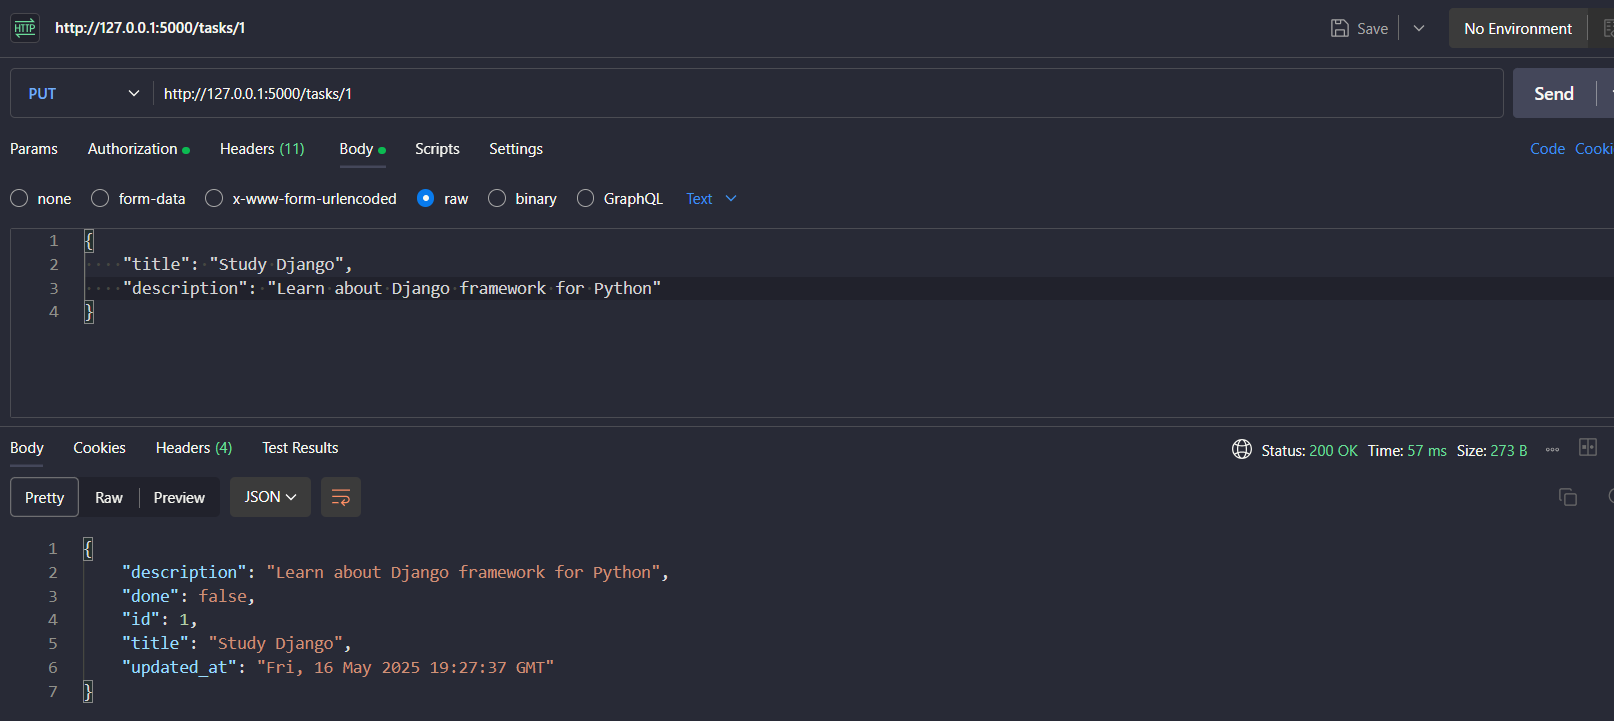 HTTP http://127.0.0.1:5000/tasks/1 Save No Environment
PUT http://127.0.0.1:5000/tasks/1 Send
Params Authorization Headers (11) Body Scripts Settings Code Cooki
none form-data x-www-form-urlencoded raw binary GraphQL Text
1 {
2 "title": "Study Django",
3 "description": "Learn about Django framework for Python"
4 }
Body Cookies Headers (4) Test Results Status: 200 OK Time: 57 ms Size: 273 B
Pretty Raw Preview JSON
1 {
2 "description": "Learn about Django framework for Python",
3 "done": false,
4 "id": 1,
5 "title": "Study Django",
6 "updated_at": "Fri, 16 May 2025 19:27:37 GMT"
7 }